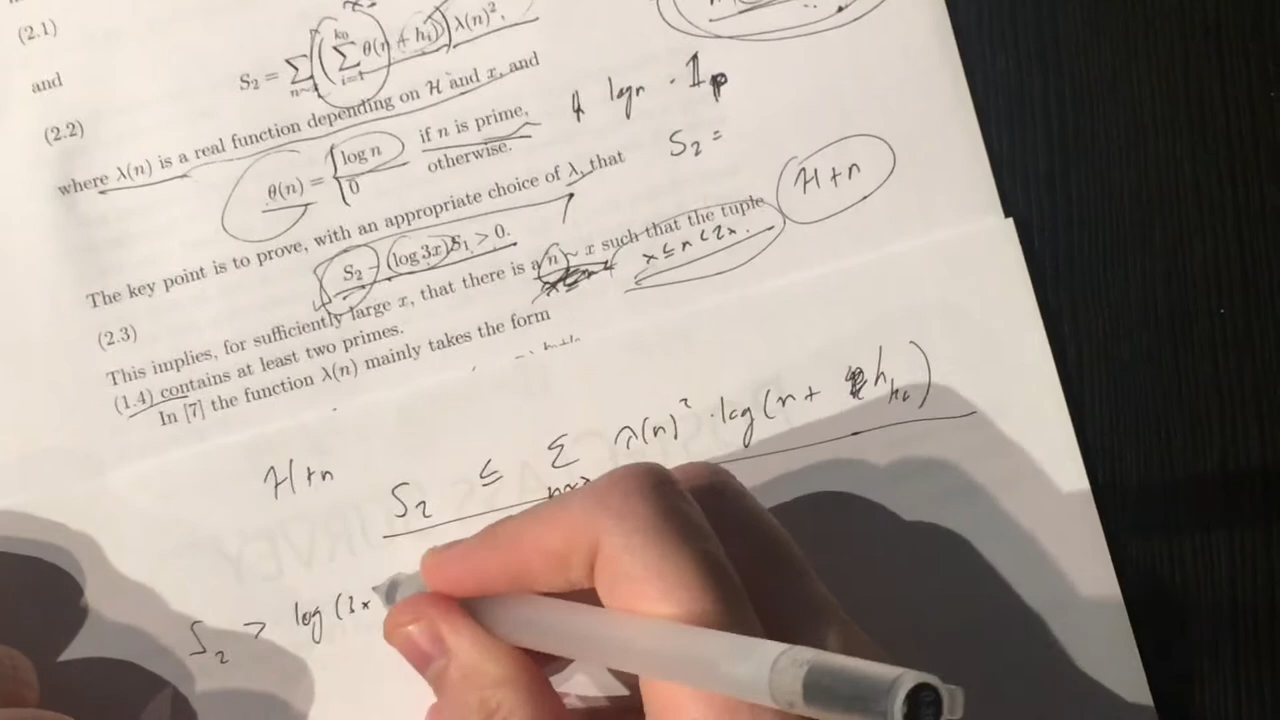 (2.1)
and
S₂ = ∑ n∼x ( ∑ i=1 k₀ θ(n + hᵢ) ) λ(n)²,
(2.2)
where λ(n) is a real function depending on ℋ and x, and
θ(n) = { log n if n is prime,
0 otherwise.
log n · 1ₚ
S₂ =
The key point is to prove, with an appropriate choice of λ, that
S₂ − (log 3x)S₁ > 0.
H+n
(2.3)
This implies, for sufficiently large x, that there is a n ∼ x such that the tuple
x ≤ n < 2x.
(1.4) contains at least two primes.
In [7] the function λ(n) mainly takes the form
H+n
S₂ ≤ Σ λ(n)² · log(n + h
S₂ > log(3x